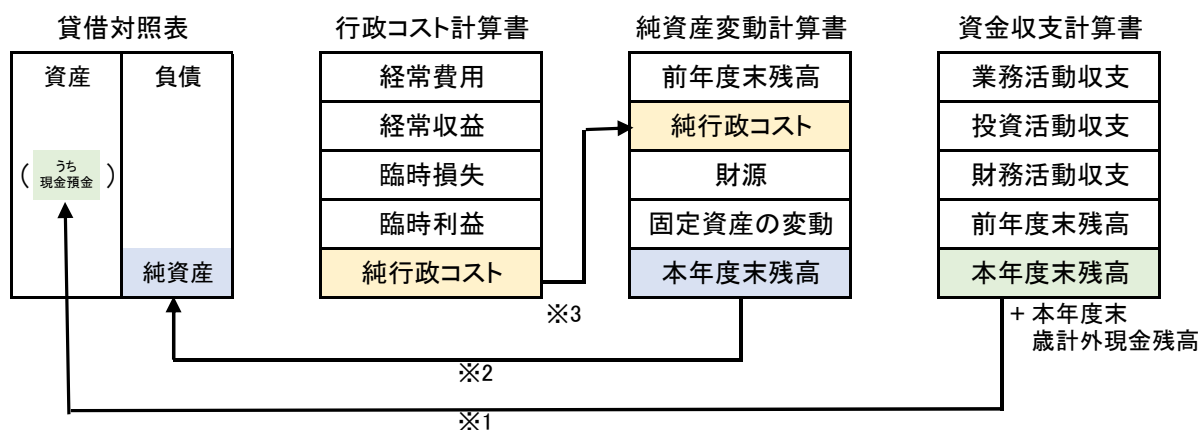 貸借対照表
資産
負債
(うち
現金預金)
純資産
行政コスト計算書
経常費用
経常収益
臨時損失
臨時利益
純行政コスト
※3
純資産変動計算書
前年度末残高
純行政コスト
財源
固定資産の変動
本年度末残高
※2
資金収支計算書
業務活動収支
投資活動収支
財務活動収支
前年度末残高
本年度末残高
+ 本年度末
歳計外現金残高
※1